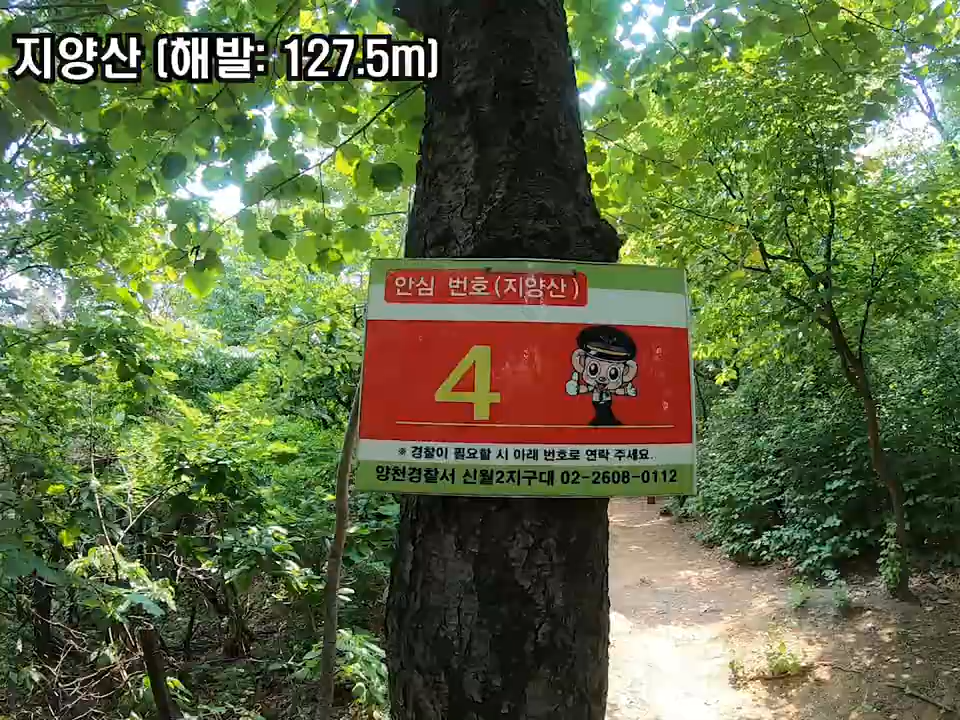 지양산 (해발: 127.5m)
안심 번호(지양산)
4
※ 경찰이 필요할 시 아래 번호로 연락 주세요..
양천경찰서 신월2지구대 02-2608-0112